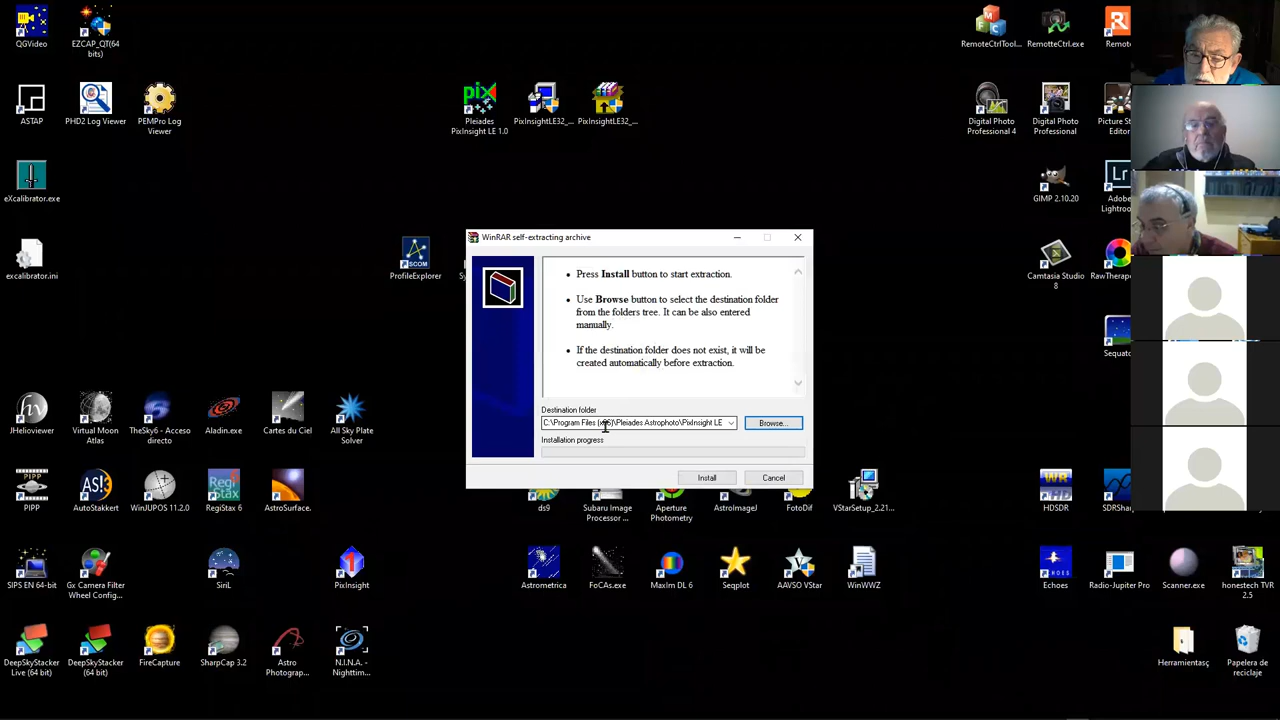 QGVideo
EZCAP_QT(64
bits)
RemoteCtrlTool...
RemotteCtrl.exe
ASTAP
PHD2 Log Viewer
PEMPro Log
Viewer
Pleiades
PixInsight LE 1.0
PixInsightLE32_...
PixInsightLE32_...
Digital Photo
Professional 4
Digital Photo
Professional
Picture St
Editor
eXcalibrator.exe
GIMP 2.10.20
Adobe
Lightroo
excalibrator.ini
ProfileExplorer
Camtasia Studio
8
RawTherape
WinRAR self-extracting archive
Press Install button to start extraction.
Use Browse button to select the destination folder
from the folders tree. It can be also entered
manually.
If the destination folder does not exist, it will be
created automatically before extraction.
Destination folder
C:\Program Files (x86)\Pleiades Astrophoto\PixInsight LE
Browse...
Installation progress
Install
Cancel
Sequato
JHelioviewer
Virtual Moon
Atlas
TheSky6 - Acceso
directo
Aladin.exe
Cartes du Ciel
All Sky Plate
Solver
PIPP
AutoStakkert
WinJUPOS 11.2.0
RegiStax 6
AstroSurface.
ds9
Subaru Image
Processor ...
Aperture
Photometry
AstroImageJ
FotoDif
VStarSetup_2.21...
HDSDR
SDRShar
SIPS EN 64-bit
Gx Camera Filter
Wheel Config...
SiriL
PixInsight
Astrometrica
FoCAs.exe
MaxIm DL 6
Seqplot
AAVSO VStar
WinWWZ
Echoes
Radio-Jupiter Pro
Scanner.exe
honestech TVR
2.5
DeepSkyStacker
Live (64 bit)
DeepSkyStacker
(64 bit)
FireCapture
SharpCap 3.2
Astro
Photograp...
N.I.N.A. -
Nighttim...
Herramientasç
Papelera de
reciclaje